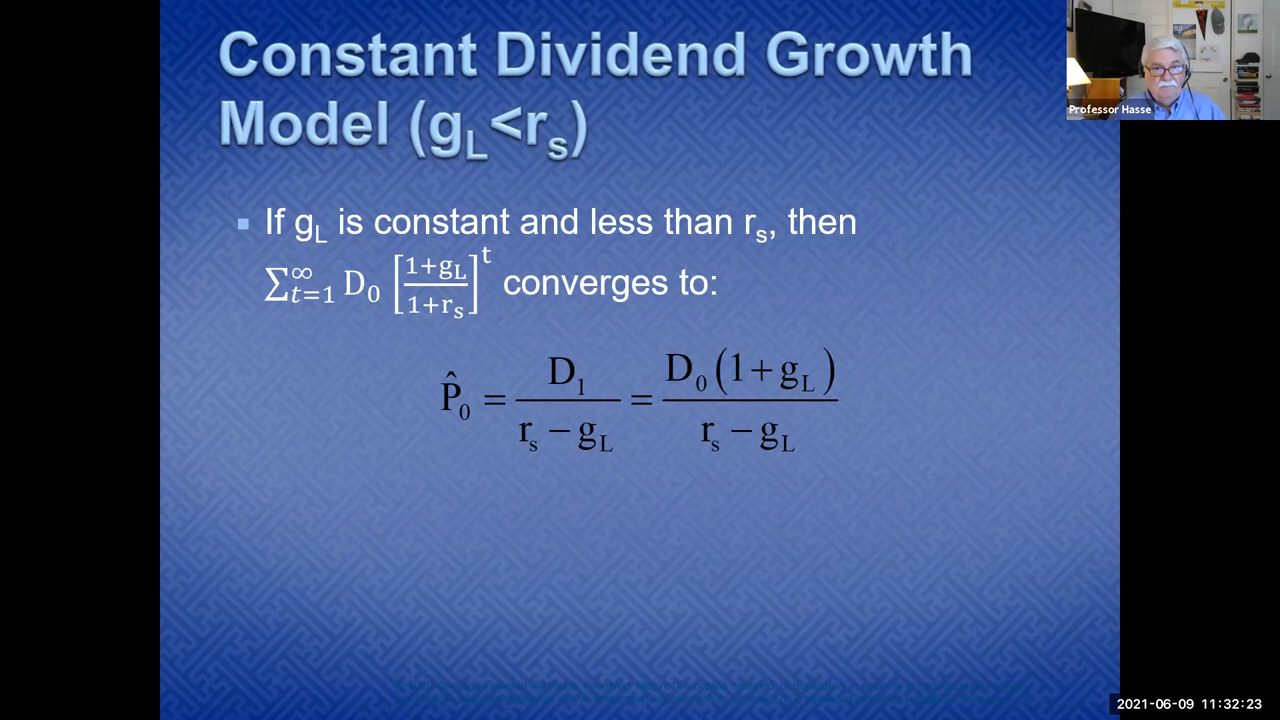 Constant Dividend Growth
Model (g_L<r_s)
Professor Hasse
▪ If g_L is constant and less than r_s, then
∑_{t=1}^{∞} D_0 [(1+g_L)/(1+r_s)]^t converges to:
P̂_0 = D_1/(r_s − g_L) = D_0(1+g_L)/(r_s − g_L)
2021-06-09 11:32:23